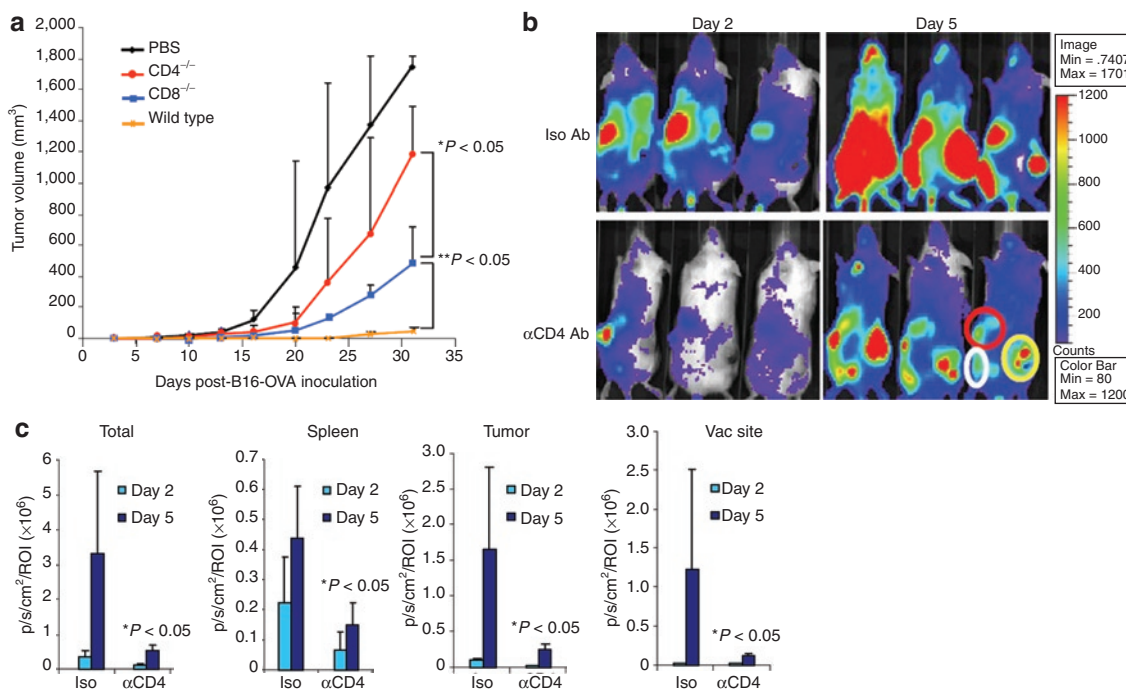 a
2,000
1,800
1,600
1,400
1,200
1,000
800
600
400
200
0
Tumor volume (mm³)
PBS
CD4⁻/⁻
CD8⁻/⁻
Wild type
*P < 0.05
**P < 0.05
0 5 10 15 20 25 30 35
Days post-B16-OVA inoculation
b
Day 2 Day 5
Iso Ab
αCD4 Ab
Image
Min = .7407
Max = 1701
1200
1000
800
600
400
200
Counts
Color Bar
Min = 80
Max = 1200
c
Total
p/s/cm²/ROI (×10⁶)
6
5
4
3
2
1
0
Day 2
Day 5
*P < 0.05
Iso αCD4
Spleen
p/s/cm²/ROI (×10⁶)
0.7
0.6
0.5
0.4
0.3
0.2
0.1
0
Day 2
Day 5
*P < 0.05
Iso αCD4
Tumor
p/s/cm²/ROI (×10⁶)
3.0
2.5
2.0
1.5
1.0
0.5
0
Day 2
Day 5
*P < 0.05
Iso αCD4
Vac site
p/s/cm²/ROI (×10⁶)
3.0
2.5
2.0
1.5
1.0
0.5
0
Day 2
Day 5
*P < 0.05
Iso αCD4